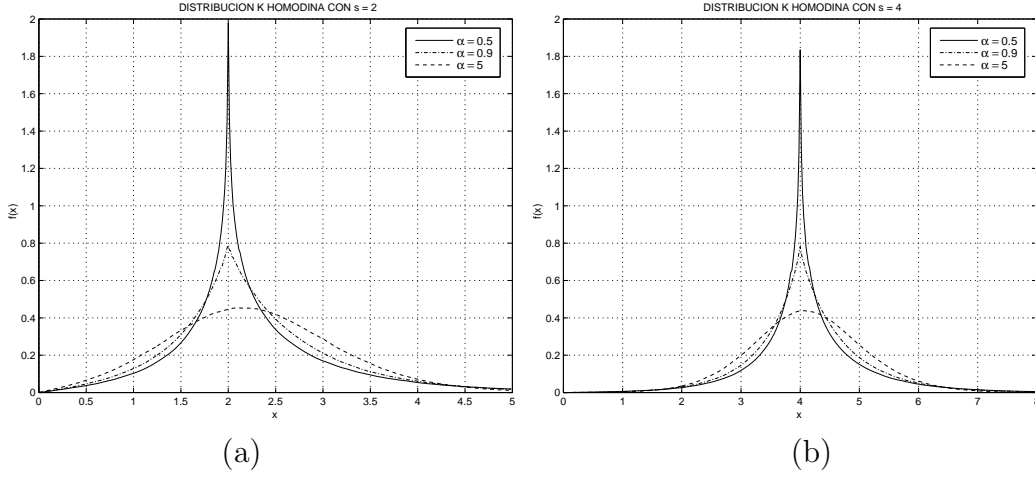 DISTRIBUCION K HOMODINA CON s = 2
α = 0.5
α = 0.9
α = 5
f(x)
2
1.8
1.6
1.4
1.2
1
0.8
0.6
0.4
0.2
0
0 0.5 1 1.5 2 2.5 3 3.5 4 4.5 5
x
(a)
DISTRIBUCION K HOMODINA CON s = 4
α = 0.5
α = 0.9
α = 5
f(x)
2
1.8
1.6
1.4
1.2
1
0.8
0.6
0.4
0.2
0
0 1 2 3 4 5 6 7 8
x
(b)